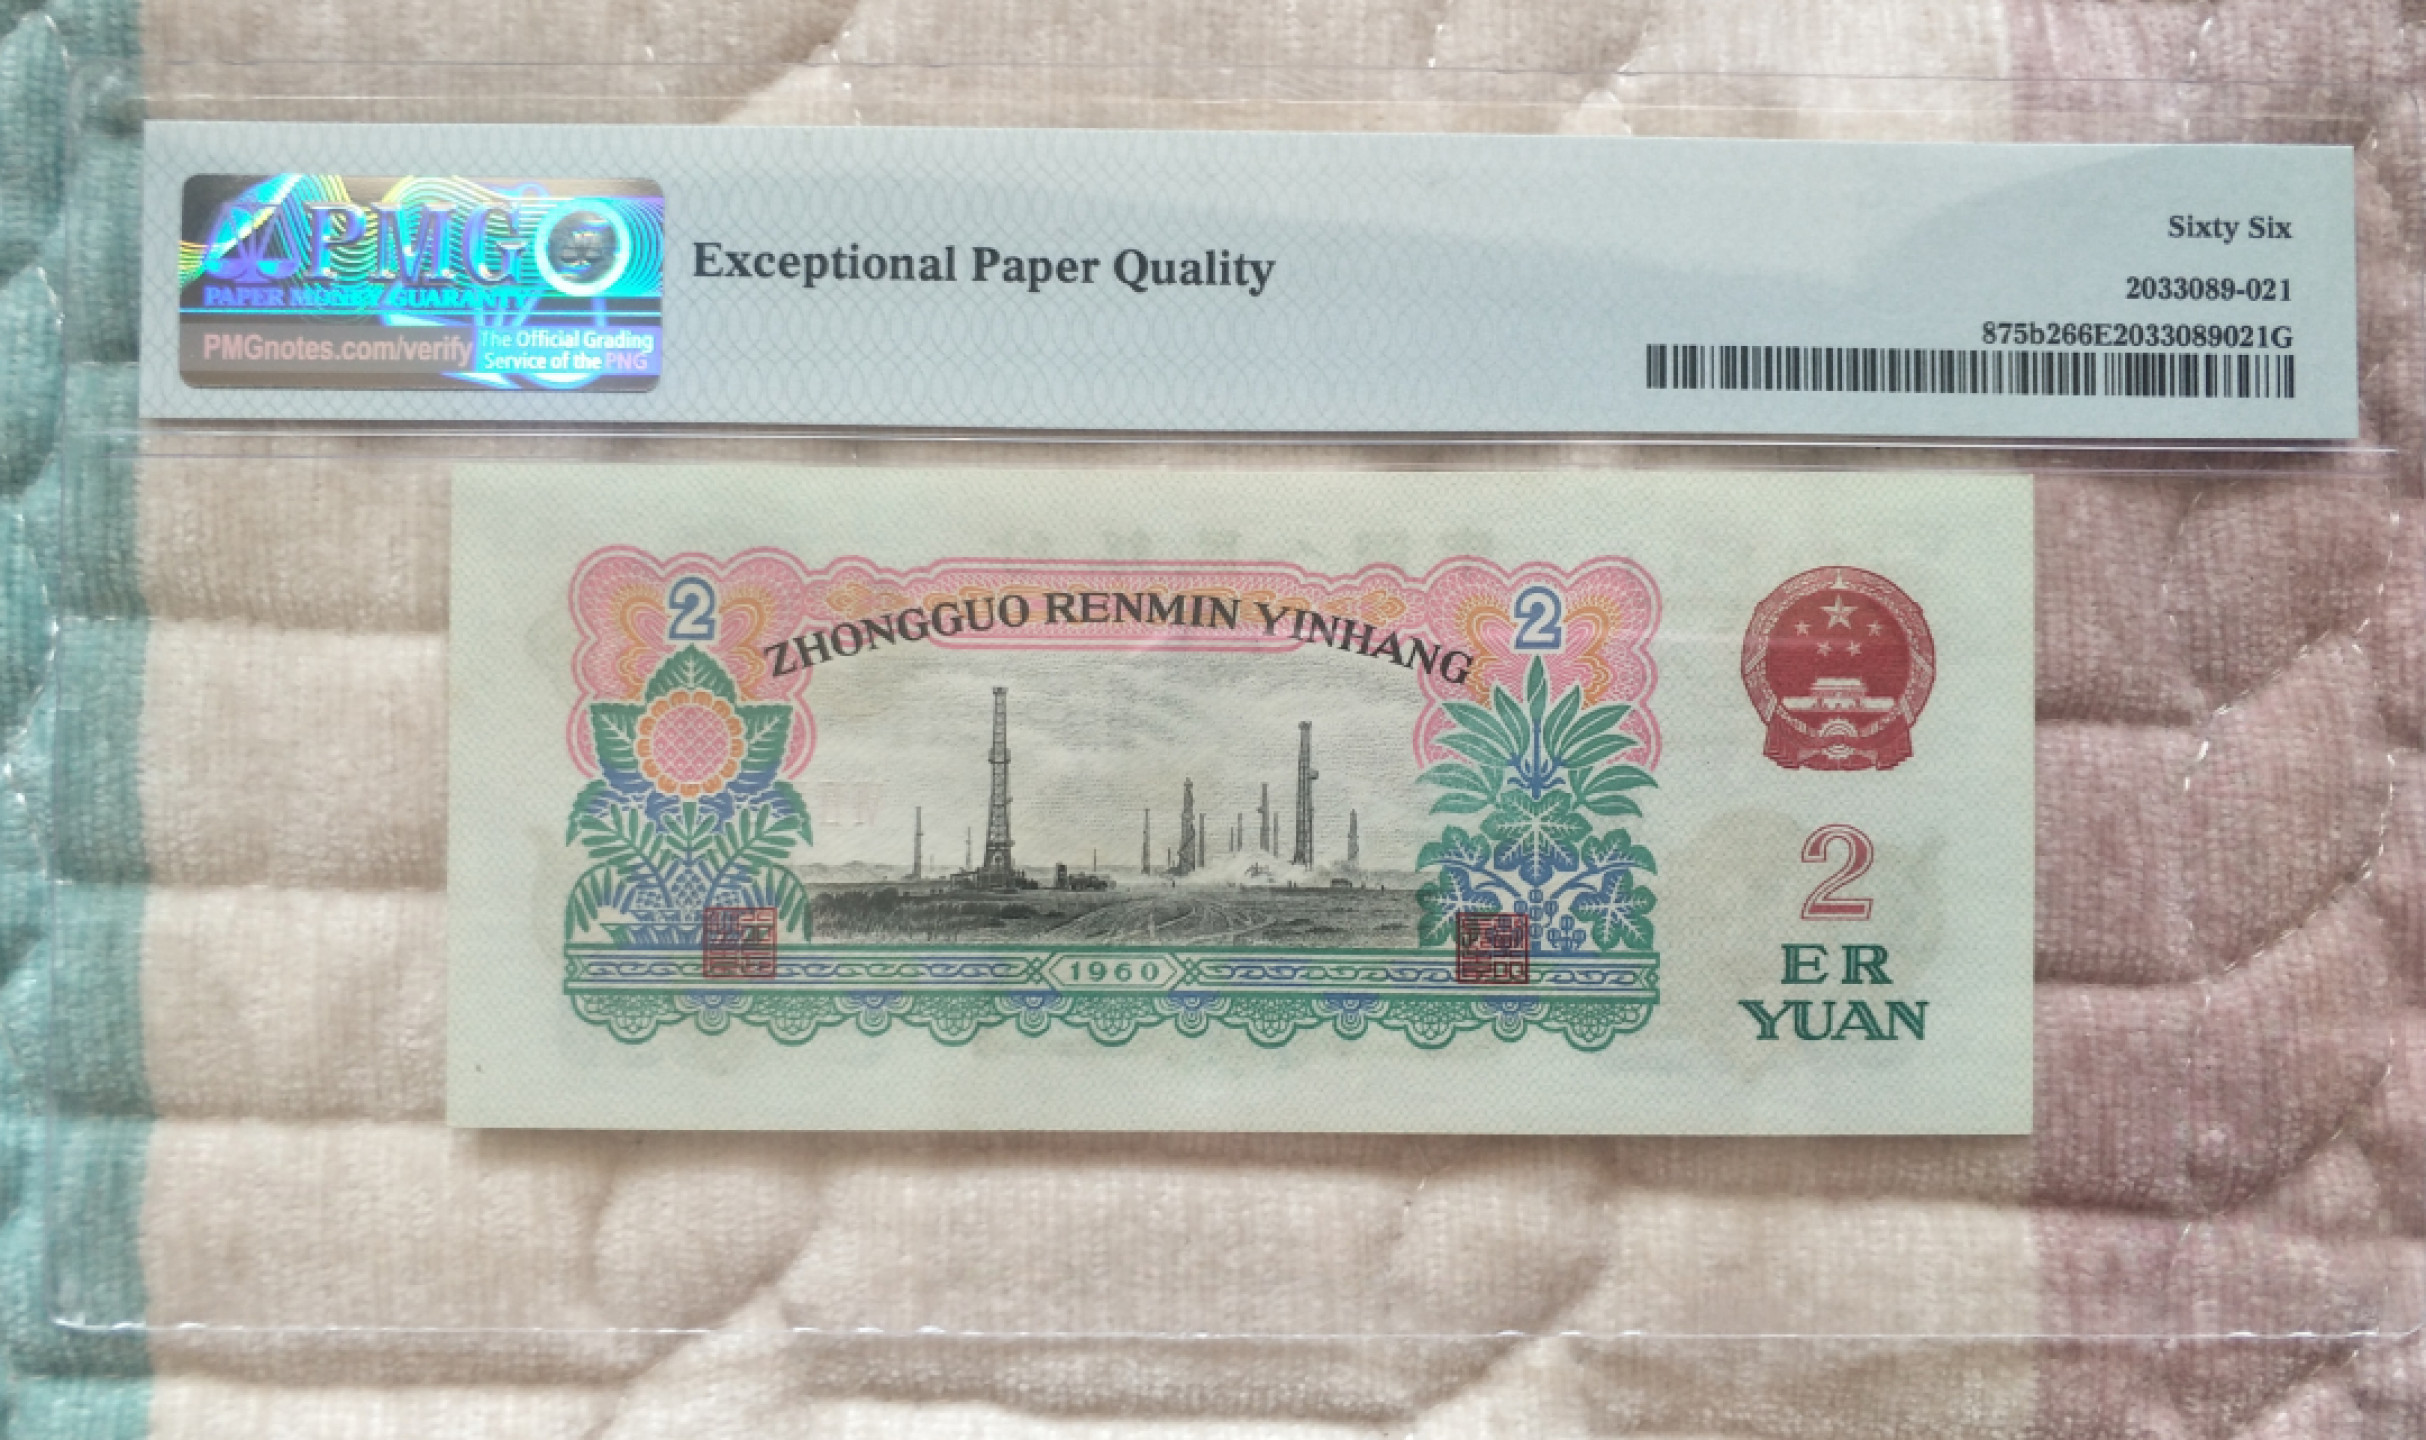 PMG
PAPER MONEY GUARANTY
PMGnotes.com/verify
The Official Grading
Service of the PNG
Exceptional Paper Quality
Sixty Six
2033089-021
875b266E2033089021G
2
ZHONGGUO RENMIN YINHANG
2
1960
2
ER
YUAN